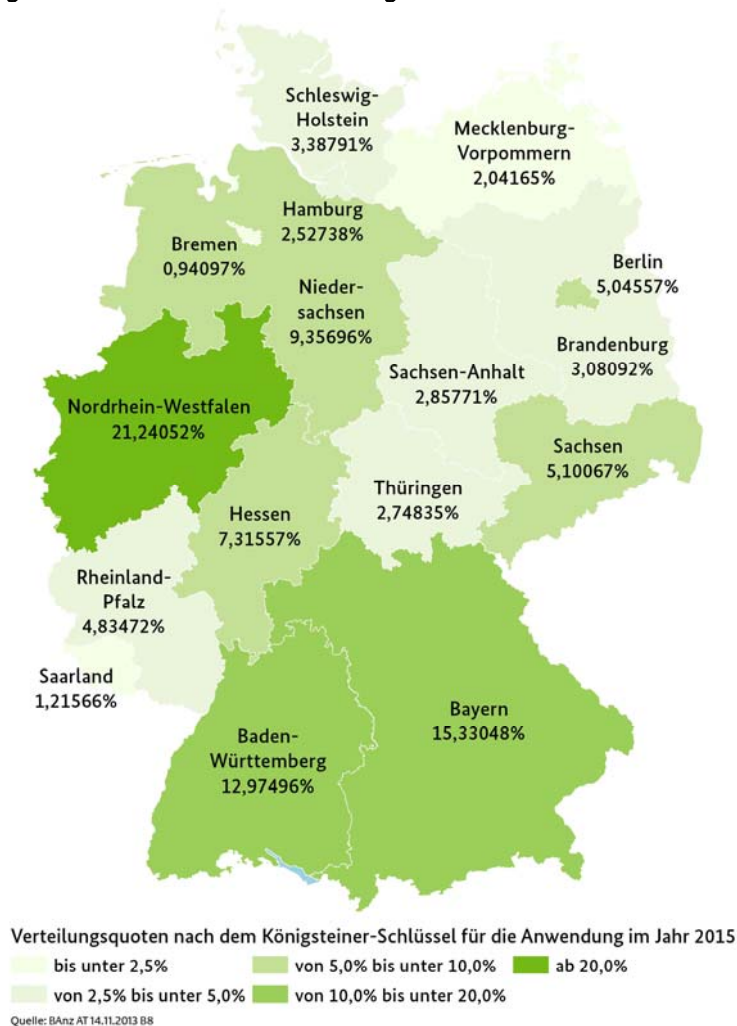 Schleswig-
Holstein
3,38791%
Mecklenburg-
Vorpommern
2,04165%
Hamburg
2,52738%
Bremen
0,94097%
Berlin
5,04557%
Nieder-
sachsen
9,35696%
Brandenburg
3,08092%
Sachsen-Anhalt
2,85771%
Nordrhein-Westfalen
21,24052%
Sachsen
5,10067%
Thüringen
2,74835%
Hessen
7,31557%
Rheinland-
Pfalz
4,83472%
Saarland
1,21566%
Bayern
15,33048%
Baden-
Württemberg
12,97496%
Verteilungsquoten nach dem Königsteiner-Schlüssel für die Anwendung im Jahr 2015
bis unter 2,5%
von 5,0% bis unter 10,0%
ab 20,0%
von 2,5% bis unter 5,0%
von 10,0% bis unter 20,0%
Quelle: BAnz AT 14.11.2013 B8